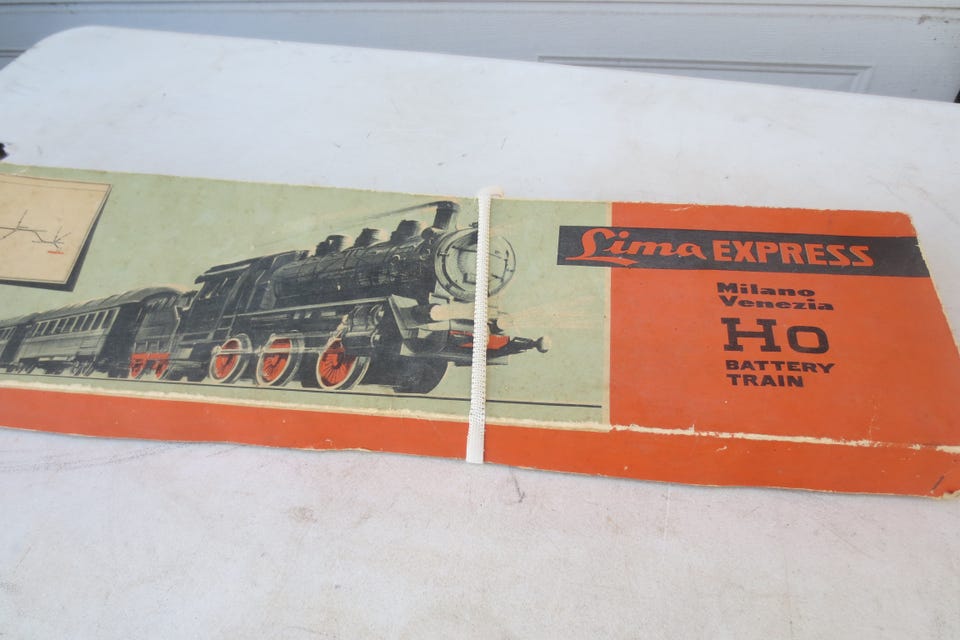 Lima EXPRESS
Milano
Venezia
HO
BATTERY
TRAIN